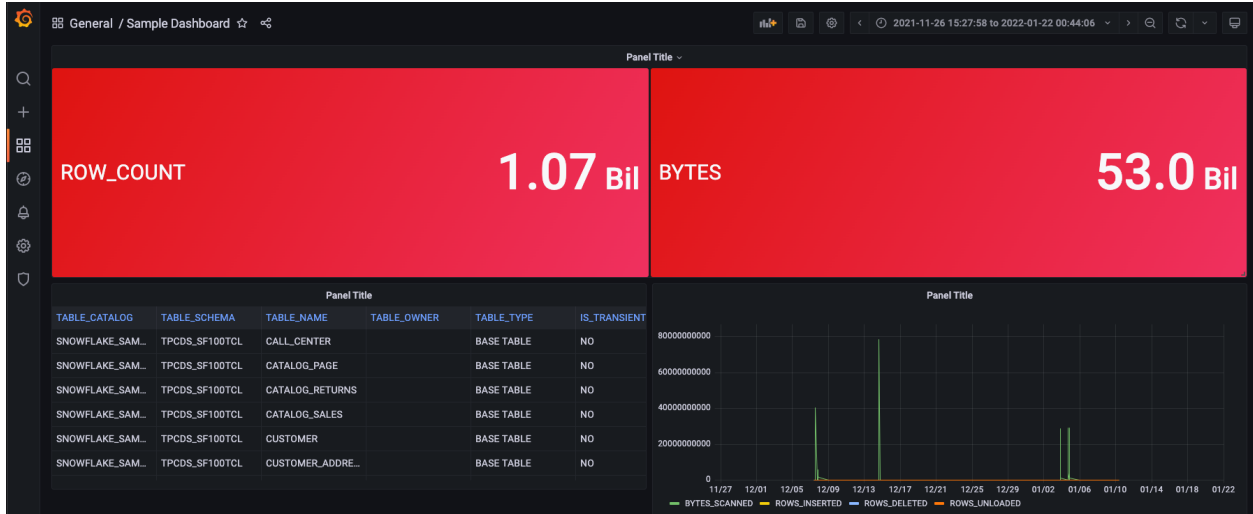 General / Sample Dashboard
2021-11-26 15:27:58 to 2022-01-22 00:44:06
Panel Title
ROW_COUNT 1.07 Bil
BYTES 53.0 Bil
Panel Title
TABLE_CATALOG TABLE_SCHEMA TABLE_NAME TABLE_OWNER TABLE_TYPE IS_TRANSIENT
SNOWFLAKE_SAM... TPCDS_SF100TCL CALL_CENTER BASE TABLE NO
SNOWFLAKE_SAM... TPCDS_SF100TCL CATALOG_PAGE BASE TABLE NO
SNOWFLAKE_SAM... TPCDS_SF100TCL CATALOG_RETURNS BASE TABLE NO
SNOWFLAKE_SAM... TPCDS_SF100TCL CATALOG_SALES BASE TABLE NO
SNOWFLAKE_SAM... TPCDS_SF100TCL CUSTOMER BASE TABLE NO
SNOWFLAKE_SAM... TPCDS_SF100TCL CUSTOMER_ADDRE... BASE TABLE NO
Panel Title
80000000000
60000000000
40000000000
20000000000
0
11/27 12/01 12/05 12/09 12/13 12/17 12/21 12/25 12/29 01/02 01/06 01/10 01/14 01/18 01/22
BYTES_SCANNED ROWS_INSERTED ROWS_DELETED ROWS_UNLOADED